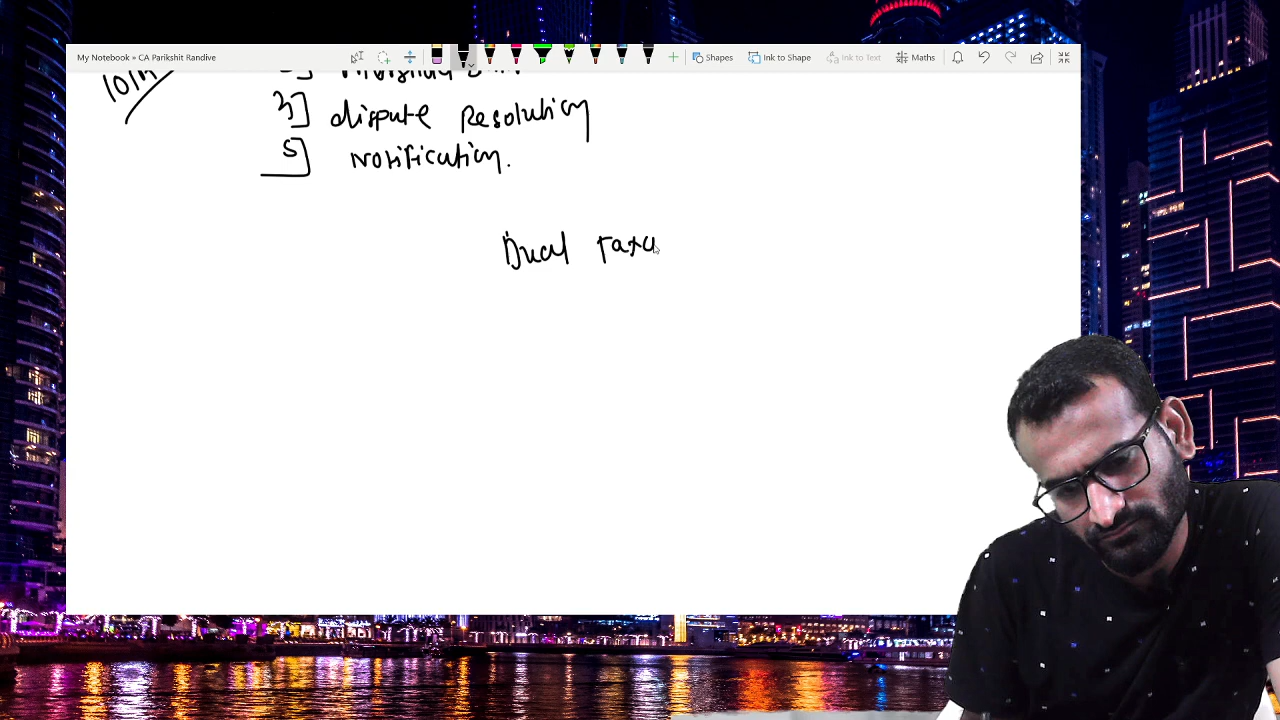 My Notebook » CA Parikshit Randive
Shapes
Ink to Shape
Ink to Text
Maths
10th
3] dispute Resolution
5] Notification.
Dual Taxa